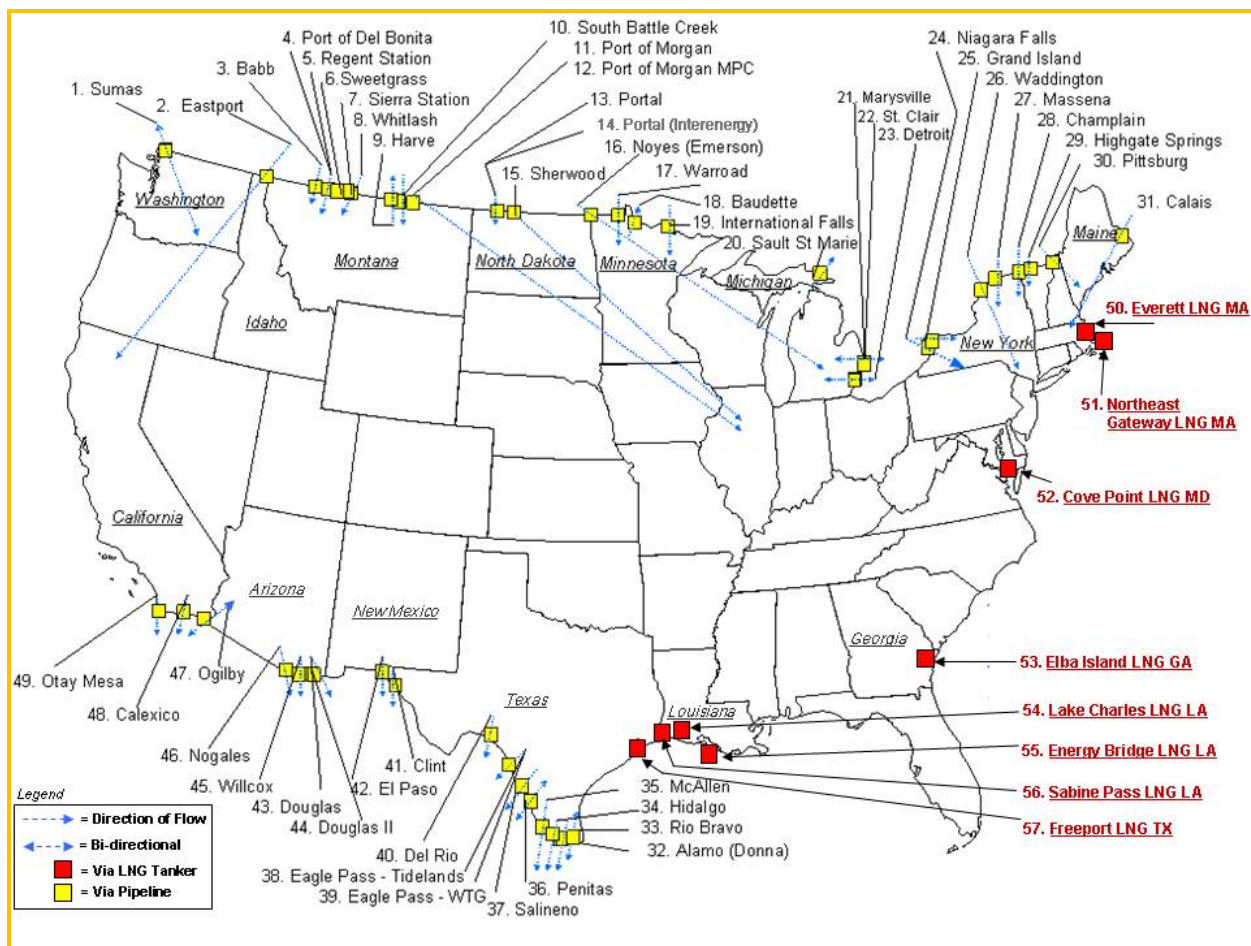 1. Sumas
2. Eastport
3. Babb
4. Port of Del Bonita
5. Regent Station
6. Sweetgrass
7. Sierra Station
8. Whitlash
9. Harve
10. South Battle Creek
11. Port of Morgan
12. Port of Morgan MPC
13. Portal
14. Portal (Interenergy)
15. Sherwood
16. Noyes (Emerson)
17. Warroad
18. Baudette
19. International Falls
20. Sault St Marie
21. Marysville
22. St. Clair
23. Detroit
24. Niagara Falls
25. Grand Island
26. Waddington
27. Massena
28. Champlain
29. Highgate Springs
30. Pittsburg
31. Calais
Washington
Montana
North Dakota
Minnesota
Michigan
Maine
Idaho
New York
50. Everett LNG MA
51. Northeast
Gateway LNG MA
52. Cove Point LNG MD
California
Arizona
New Mexico
Georgia
Texas
Louisiana
53. Elba Island LNG GA
54. Lake Charles LNG LA
55. Energy Bridge LNG LA
56. Sabine Pass LNG LA
57. Freeport LNG TX
49. Otay Mesa
48. Calexico
47. Ogilby
46. Nogales
45. Willcox
43. Douglas
44. Douglas II
42. El Paso
41. Clint
40. Del Rio
38. Eagle Pass - Tidelands
39. Eagle Pass - WTG
37. Salineno
36. Penitas
35. McAllen
34. Hidalgo
33. Rio Bravo
32. Alamo (Donna)
Legend
= Direction of Flow
= Bi-directional
= Via LNG Tanker
= Via Pipeline